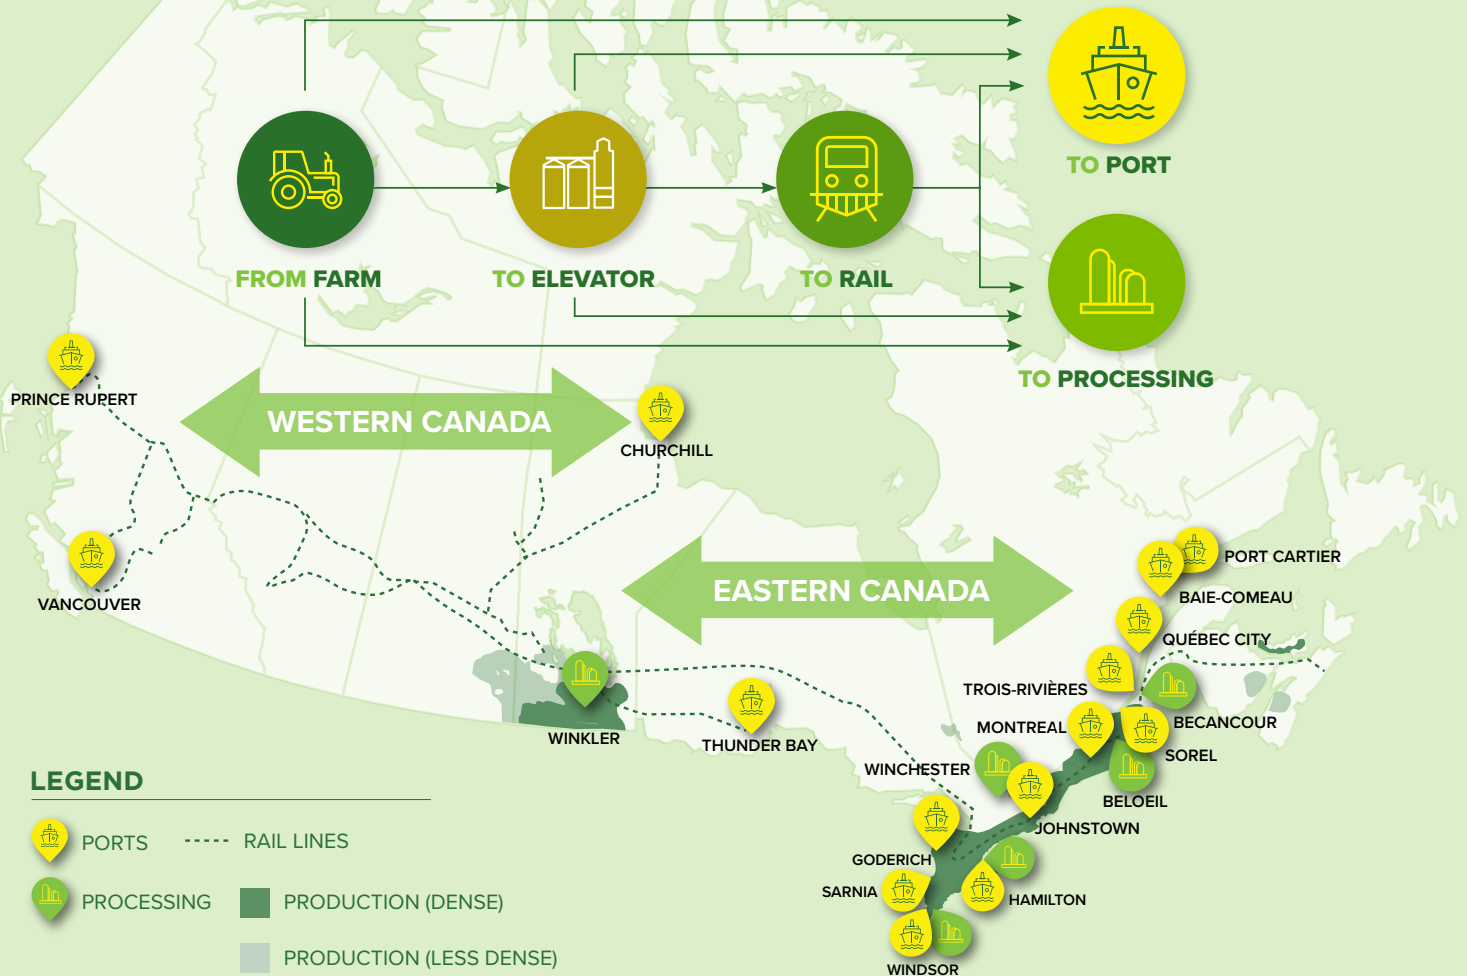 TO PORT
FROM FARM
TO ELEVATOR
TO RAIL
TO PROCESSING
PRINCE RUPERT
WESTERN CANADA
CHURCHILL
VANCOUVER
EASTERN CANADA
PORT CARTIER
BAIE-COMEAU
QUÉBEC CITY
TROIS-RIVIÈRES
BECANCOUR
MONTREAL
SOREL
WINKLER
THUNDER BAY
WINCHESTER
BELOEIL
JOHNSTOWN
GODERICH
SARNIA
HAMILTON
WINDSOR
LEGEND
PORTS
RAIL LINES
PROCESSING
PRODUCTION (DENSE)
PRODUCTION (LESS DENSE)